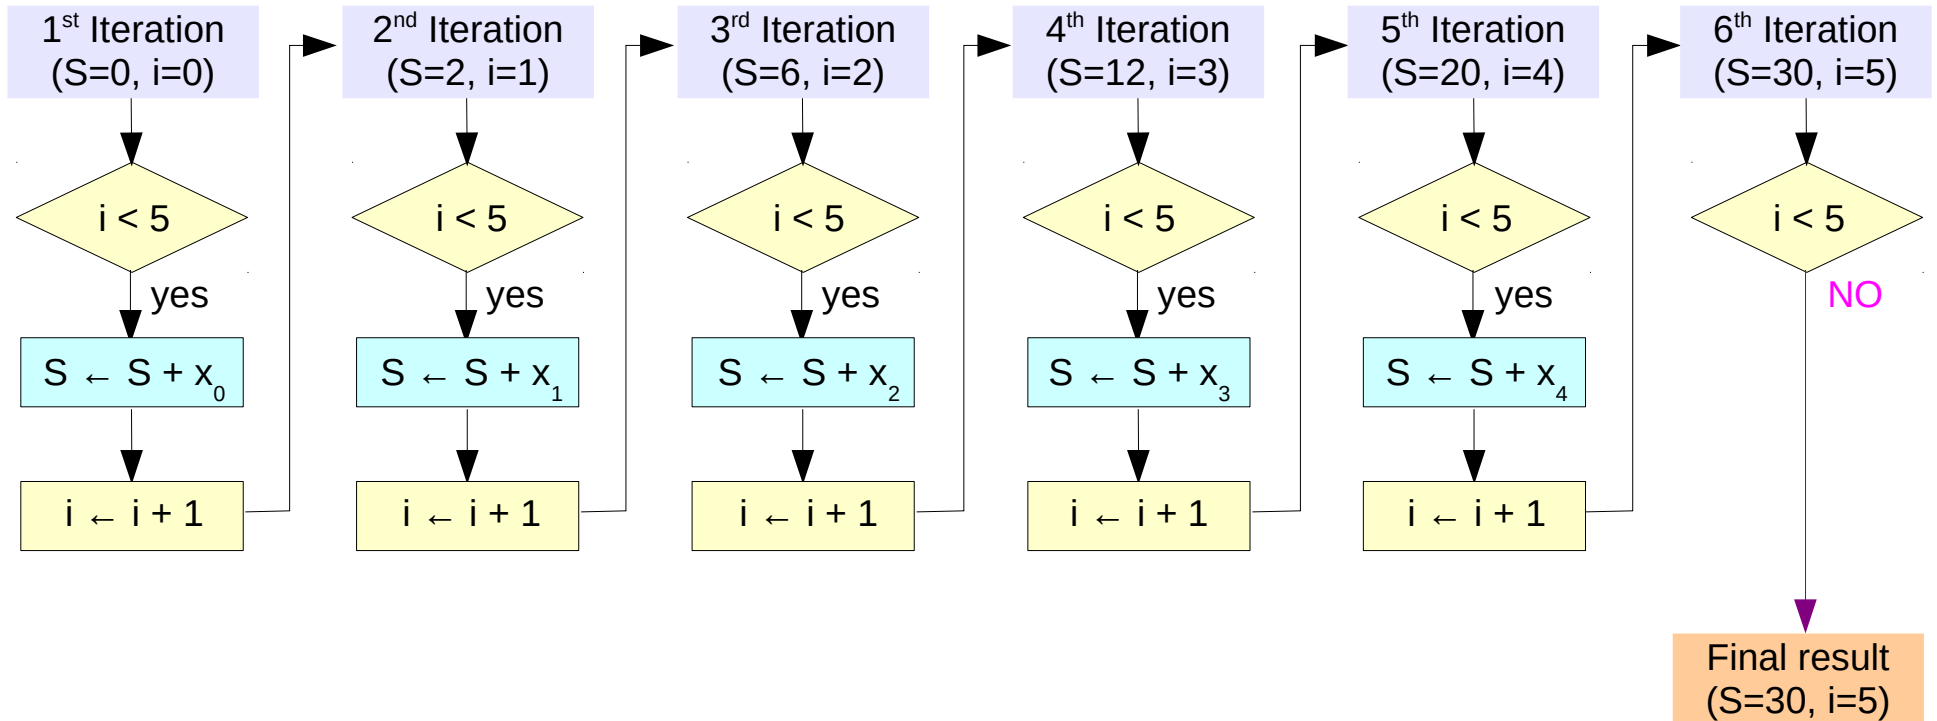 1st Iteration
(S=0, i=0)
i < 5
yes
S ← S + x0
i ← i + 1
2nd Iteration
(S=2, i=1)
i < 5
yes
S ← S + x1
i ← i + 1
3rd Iteration
(S=6, i=2)
i < 5
yes
S ← S + x2
i ← i + 1
4th Iteration
(S=12, i=3)
i < 5
yes
S ← S + x3
i ← i + 1
5th Iteration
(S=20, i=4)
i < 5
yes
S ← S + x4
i ← i + 1
6th Iteration
(S=30, i=5)
i < 5
NO
Final result
(S=30, i=5)